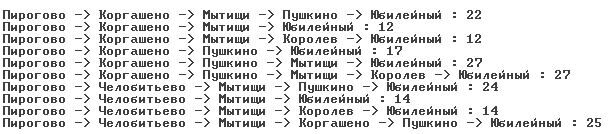 Пирогово -> Коргашено -> Мытищи -> Пушкино -> Юбилейный : 22
Пирогово -> Коргашено -> Мытищи -> Юбилейный : 12
Пирогово -> Коргашено -> Мытищи -> Королев -> Юбилейный : 12
Пирогово -> Коргашено -> Пушкино -> Юбилейный : 17
Пирогово -> Коргашено -> Пушкино -> Мытищи -> Юбилейный : 27
Пирогово -> Коргашено -> Пушкино -> Мытищи -> Королев -> Юбилейный : 27
Пирогово -> Челобитьево -> Мытищи -> Пушкино -> Юбилейный : 24
Пирогово -> Челобитьево -> Мытищи -> Юбилейный : 14
Пирогово -> Челобитьево -> Мытищи -> Королев -> Юбилейный : 14
Пирогово -> Челобитьево -> Мытищи -> Коргашено -> Пушкино -> Юбилейный : 25